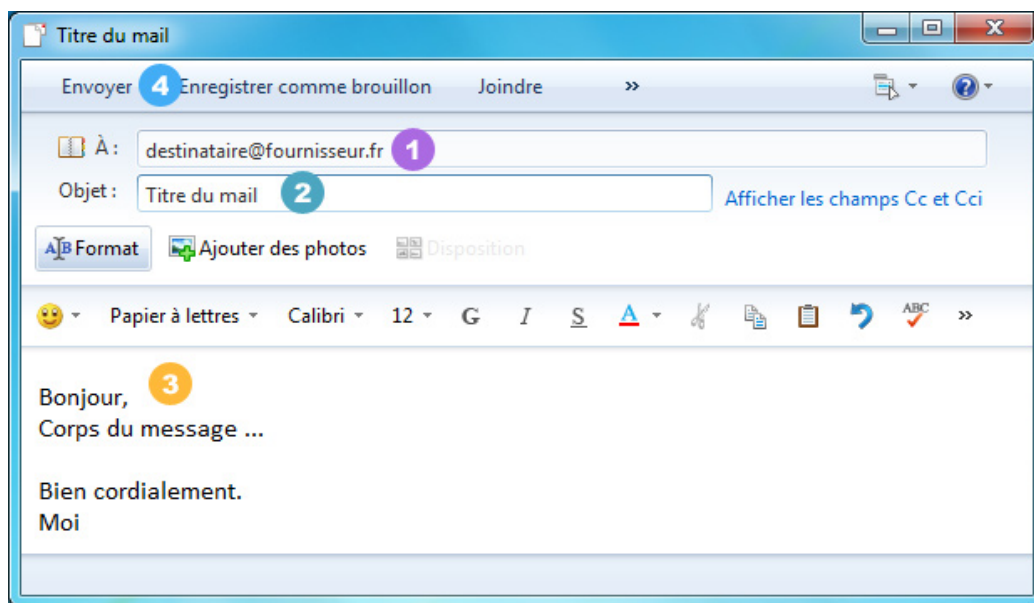 Titre du mail
Envoyer 4 Enregistrer comme brouillon Joindre »
À : destinataire@fournisseur.fr 1
Objet : Titre du mail 2 Afficher les champs Cc et Cci
AB Format Ajouter des photos Disposition
Papier à lettres Calibri 12 G I S A ABC »
3
Bonjour,
Corps du message ...
Bien cordialement.
Moi